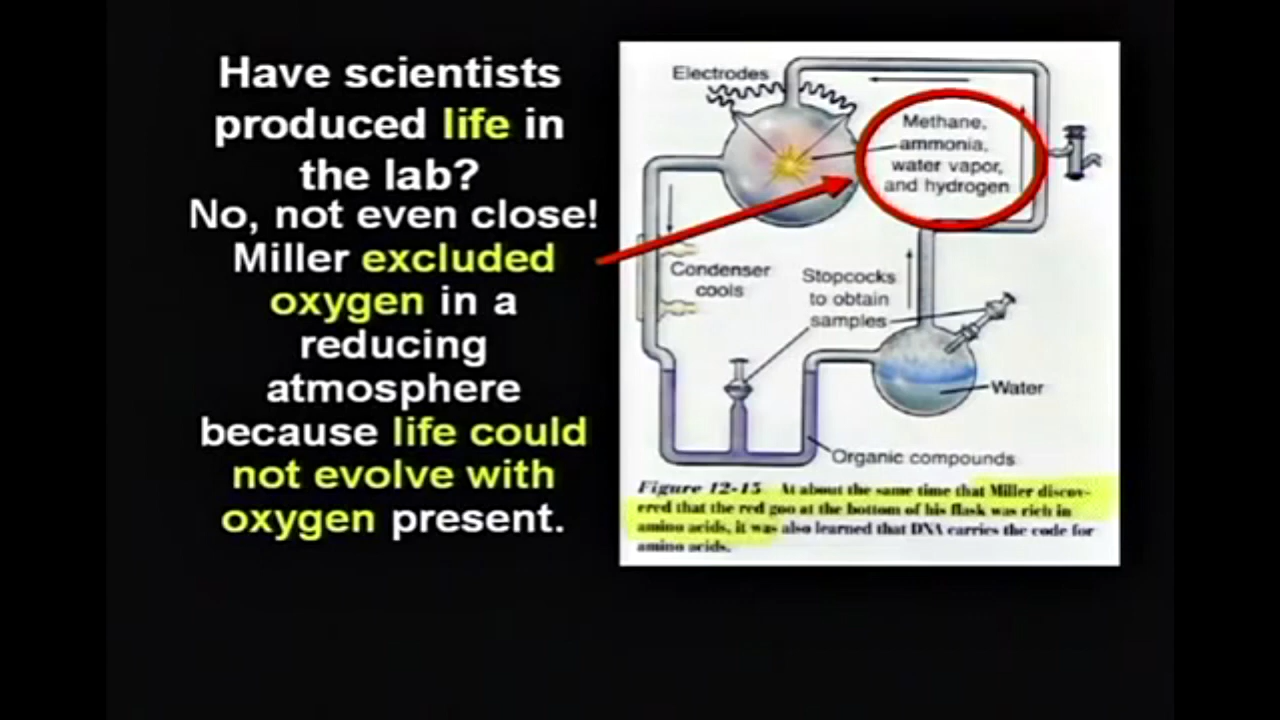 Have scientists
produced life in
the lab?
No, not even close!
Miller excluded
oxygen in a
reducing
atmosphere
because life could
not evolve with
oxygen present.
Electrodes
Methane,
ammonia,
water vapor,
and hydrogen
Condenser
cools
Stopcocks
to obtain
samples
Water
Organic compounds
Figure 12-15 At about the same time that Miller discov-
ered that the red goo at the bottom of his flask was rich in
amino acids, it was also learned that DNA carries the code for
amino acids.